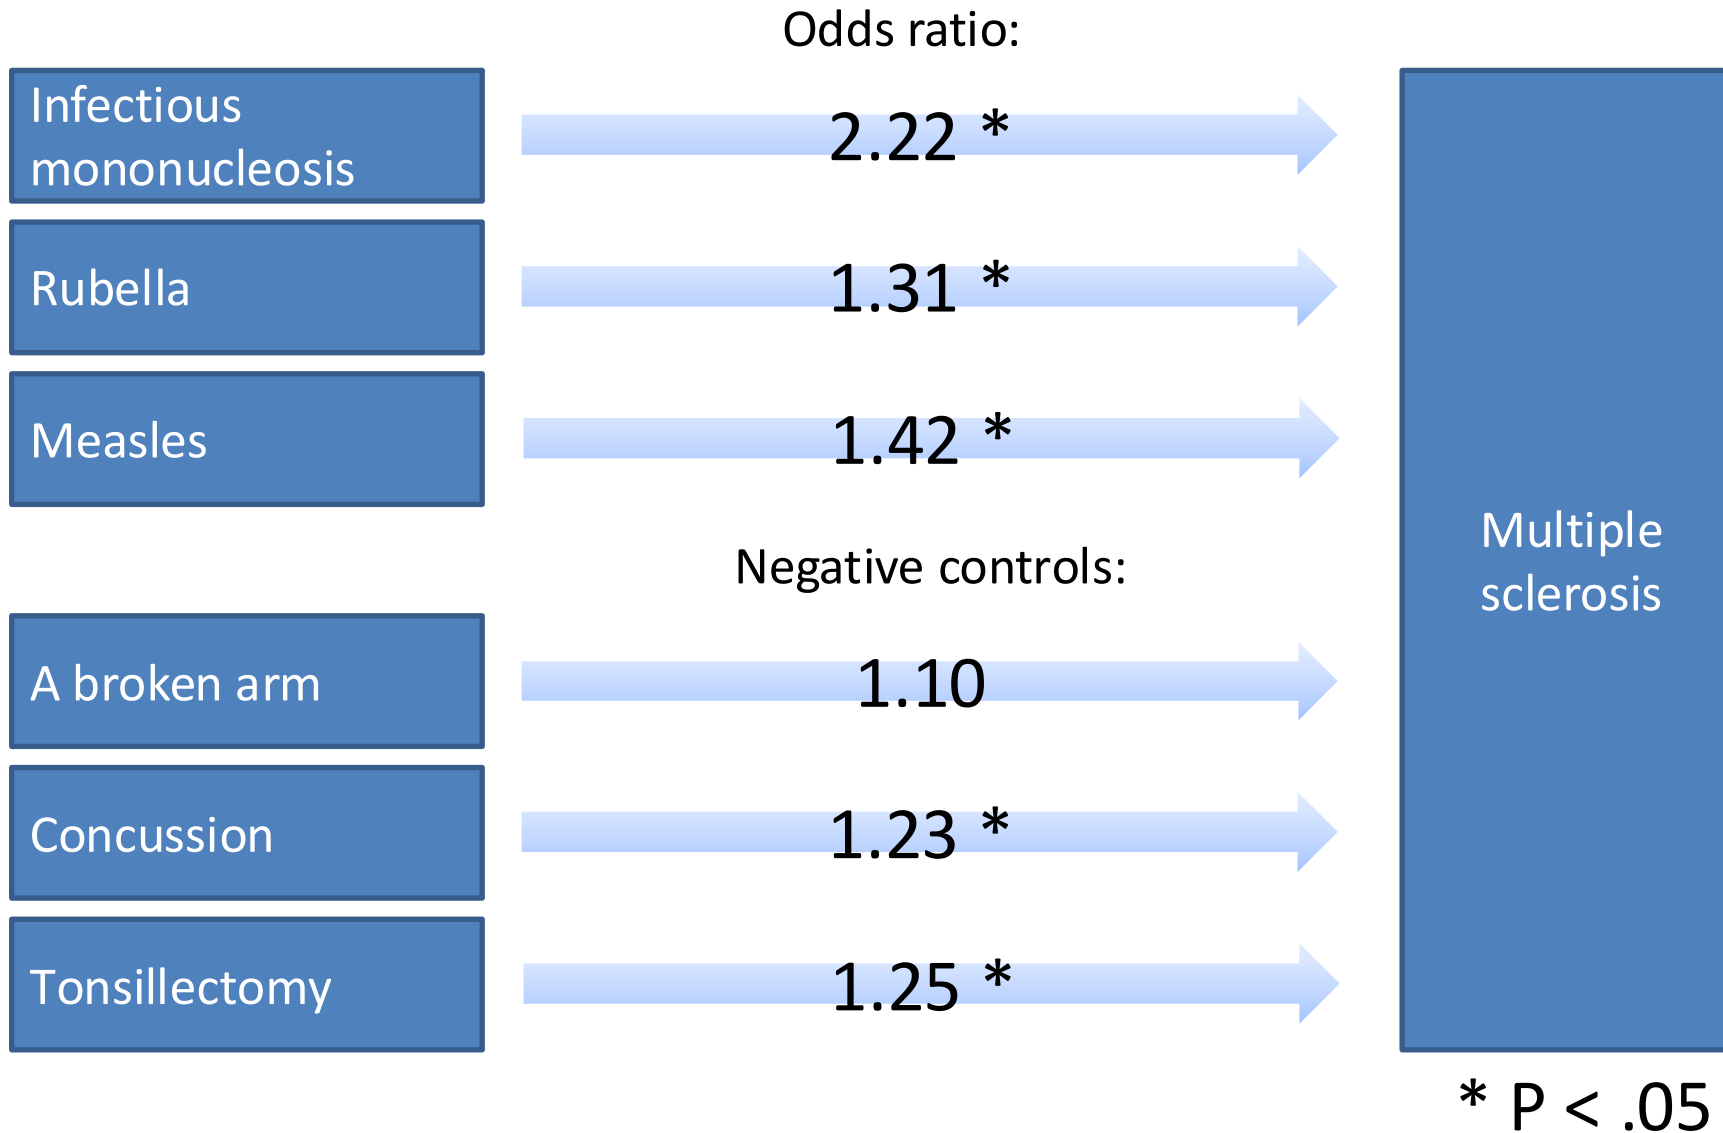 Odds ratio:
Infectious
mononucleosis
2.22 *
Rubella
1.31 *
Measles
1.42 *
Negative controls:
A broken arm
1.10
Concussion
1.23 *
Tonsillectomy
1.25 *
Multiple
sclerosis
* P < .05